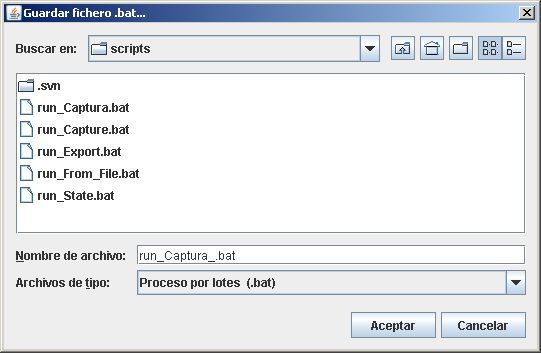 Guardar fichero .bat...
Buscar en: scripts
.svn
run_Captura.bat
run_Capture.bat
run_Export.bat
run_From_File.bat
run_State.bat
Nombre de archivo: run_Captura_.bat
Archivos de tipo: Proceso por lotes (.bat)
Aceptar Cancelar